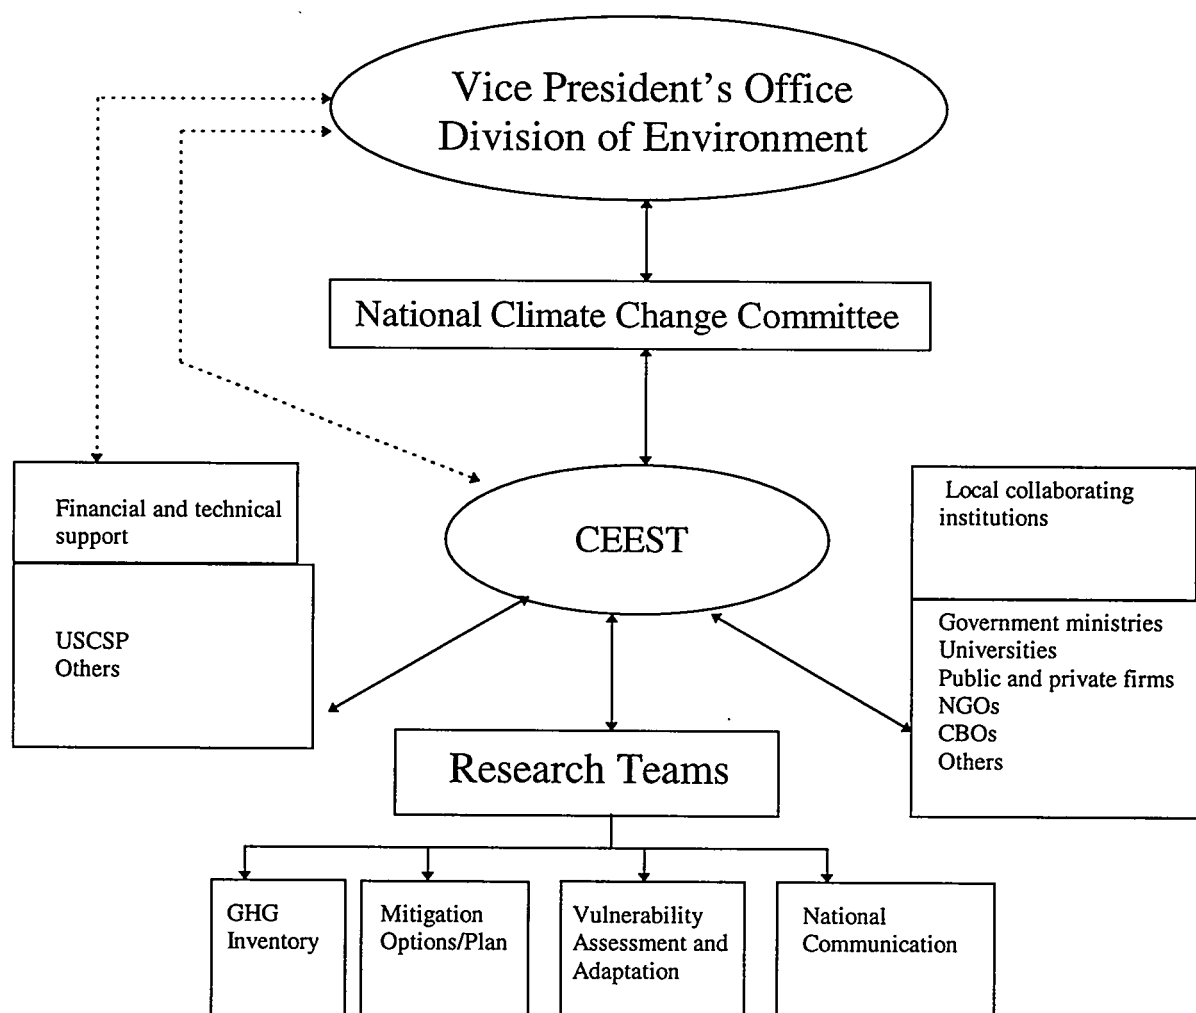 Vice President's Office
Division of Environment
National Climate Change Committee
Financial and technical
support
USCSP
Others
CEEST
Local collaborating
institutions
Government ministries
Universities
Public and private firms
NGOs
CBOs
Others
Research Teams
GHG
Inventory
Mitigation
Options/Plan
Vulnerability
Assessment and
Adaptation
National
Communication